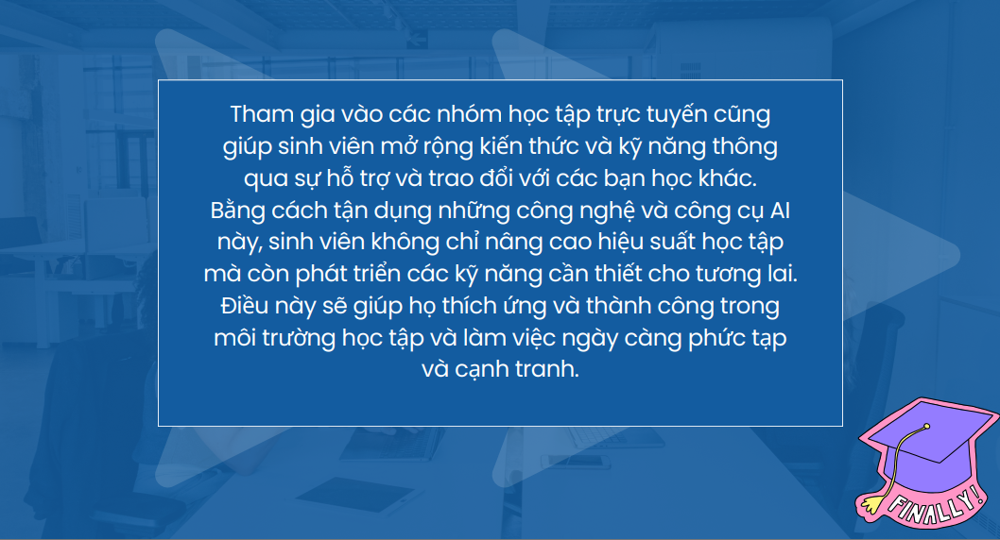 Tham gia vào các nhóm học tập trực tuyến cũng
giúp sinh viên mở rộng kiến thức và kỹ năng thông
qua sự hỗ trợ và trao đổi với các bạn học khác.
Bằng cách tận dụng những công nghệ và công cụ AI
này, sinh viên không chỉ nâng cao hiệu suất học tập
mà còn phát triển các kỹ năng cần thiết cho tương lai.
Điều này sẽ giúp họ thích ứng và thành công trong
môi trường học tập và làm việc ngày càng phức tạp
và cạnh tranh.
FINALLY!